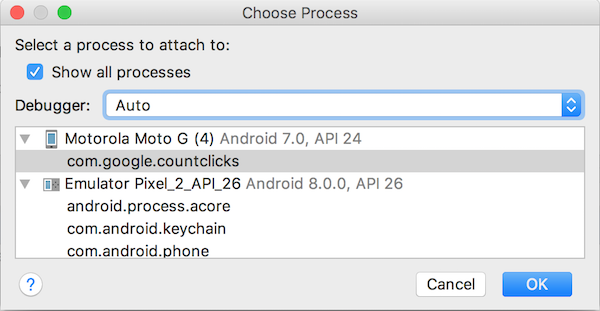 Choose Process
Select a process to attach to:
Show all processes
Debugger: Auto
Motorola Moto G (4) Android 7.0, API 24
com.google.countclicks
Emulator Pixel_2_API_26 Android 8.0.0, API 26
android.process.acore
com.android.keychain
com.android.phone
? Cancel OK